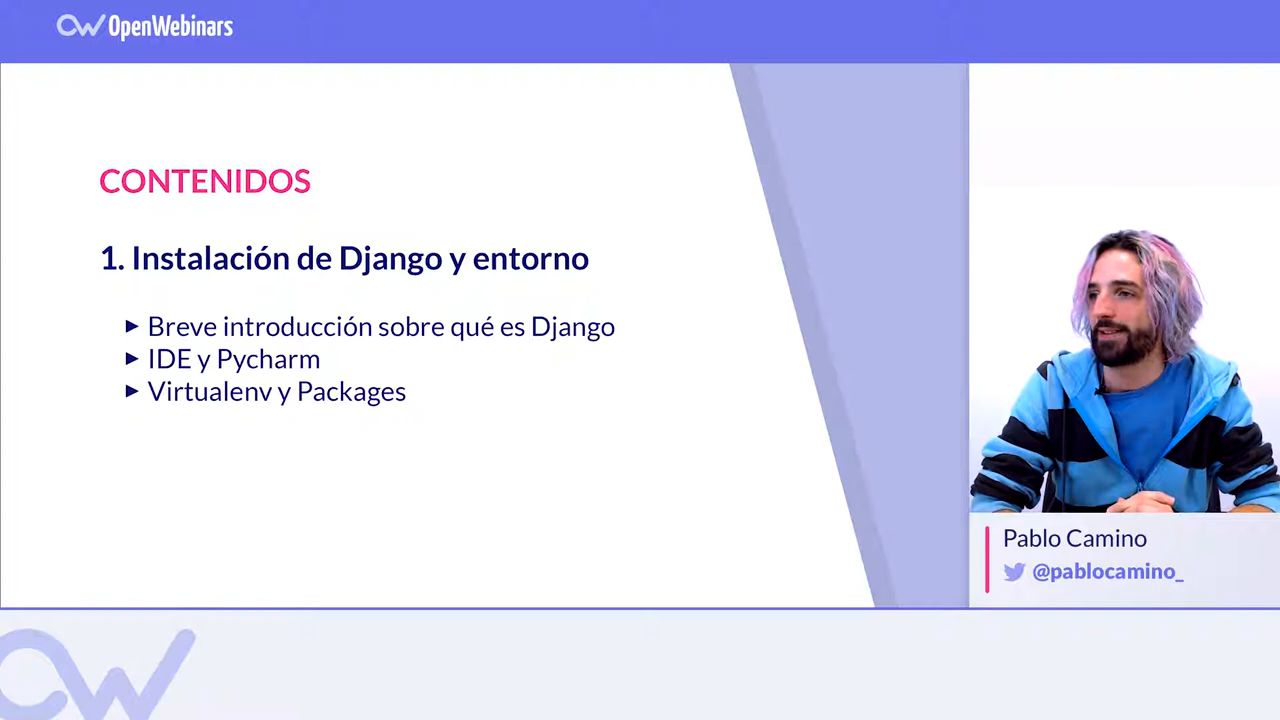 OpenWebinars
CONTENIDOS
1. Instalación de Django y entorno
▶ Breve introducción sobre qué es Django
▶ IDE y Pycharm
▶ Virtualenv y Packages
Pablo Camino
@pablocamino_